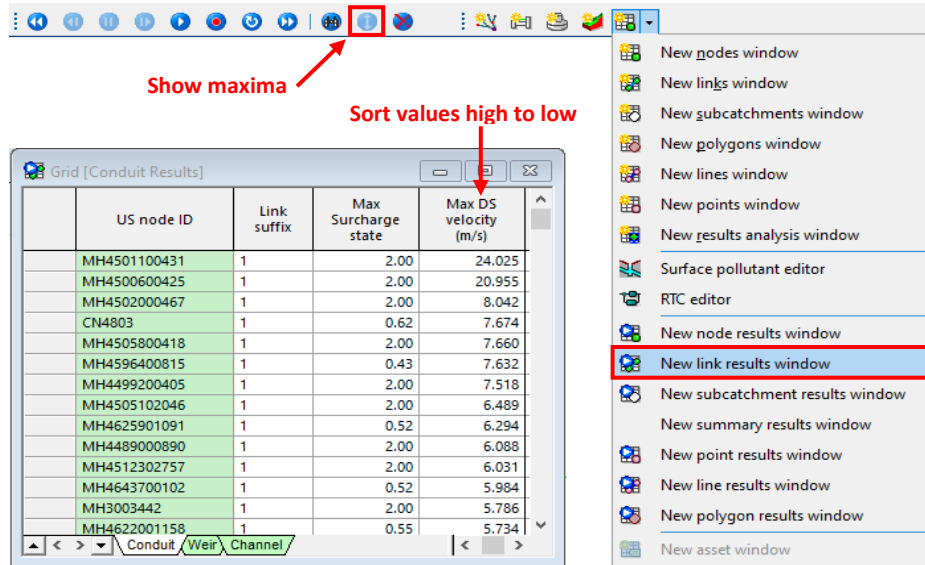 Show maxima
Sort values high to low
Grid [Conduit Results]
US node ID Link suffix Max Surcharge state Max DS velocity (m/s)
MH4501100431 1 2.00 24.025
MH4500600425 1 2.00 20.955
MH4502000467 1 2.00 8.042
CN4803 1 0.62 7.674
MH4505800418 1 2.00 7.660
MH4596400815 1 0.43 7.632
MH4499200405 1 2.00 7.518
MH4505102046 1 2.00 6.489
MH4625901091 1 0.52 6.294
MH4489000890 1 2.00 6.088
MH4512302757 1 2.00 6.031
MH4643700102 1 0.52 5.984
MH3003442 1 2.00 5.786
MH4622001158 1 0.55 5.734
Conduit Weir Channel
New nodes window
New links window
New subcatchments window
New polygons window
New lines window
New points window
New results analysis window
Surface pollutant editor
RTC editor
New node results window
New link results window
New subcatchment results window
New summary results window
New point results window
New line results window
New polygon results window
New asset window